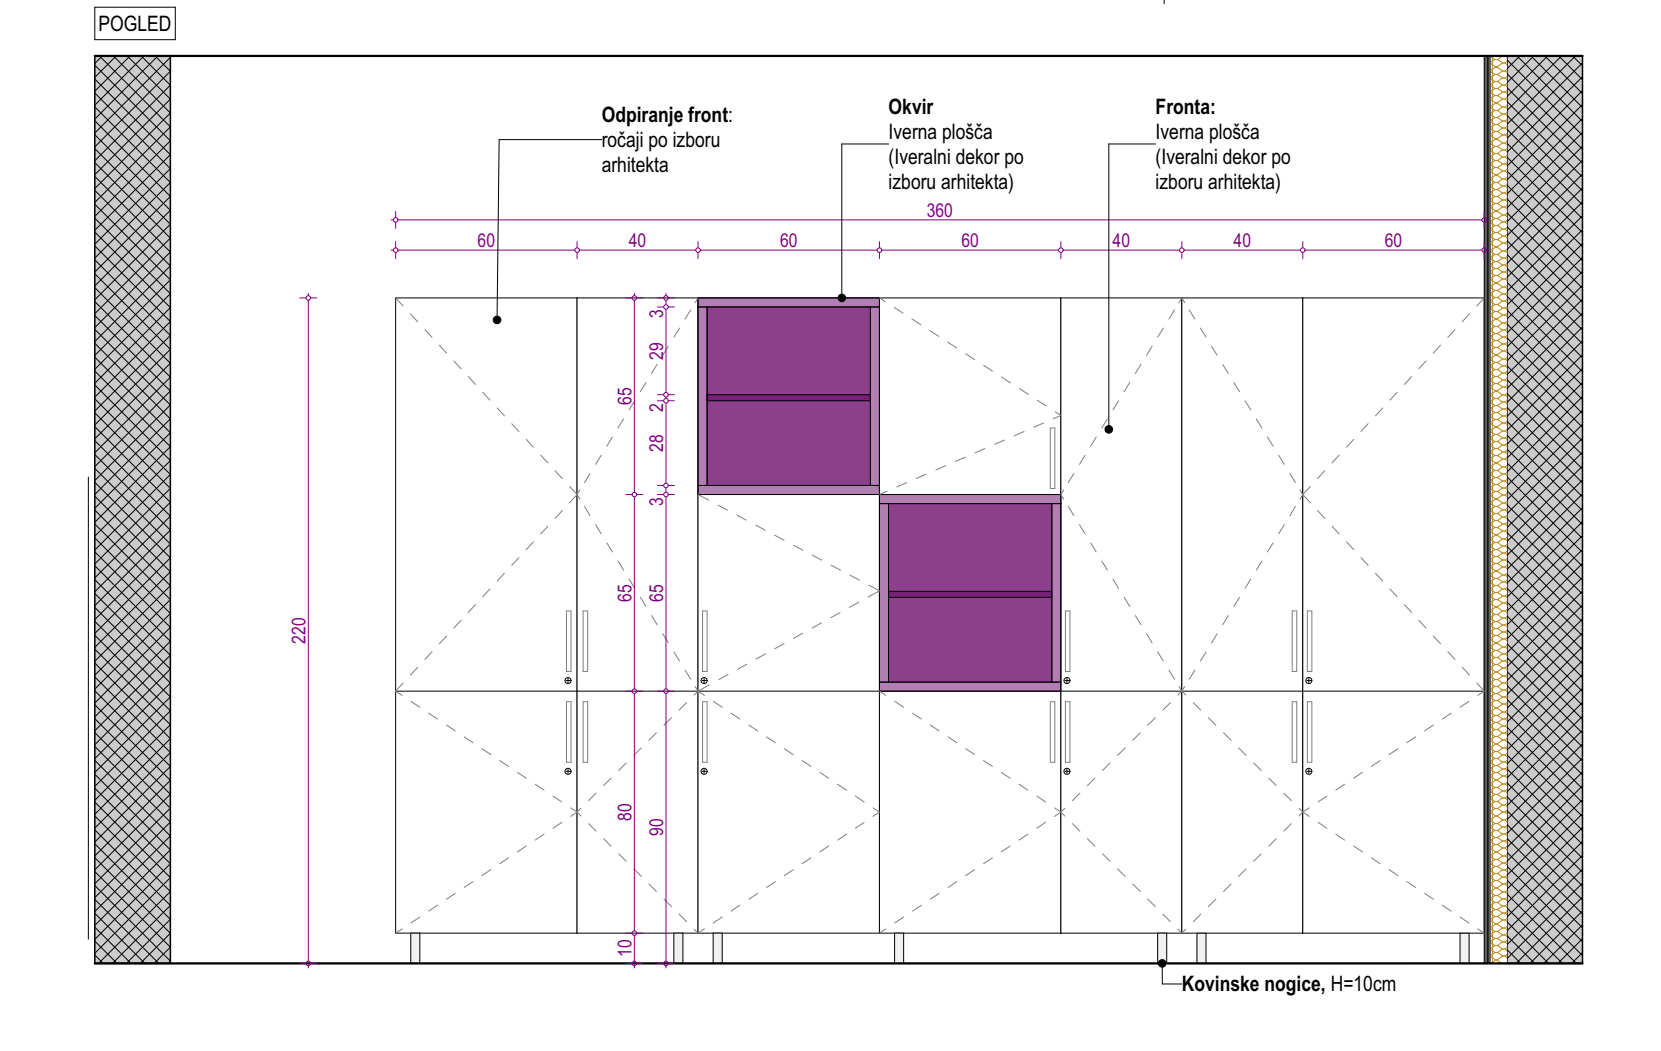 POGLED
Odpiranje front:
ročaji po izboru
arhitekta
Okvir
Iverna plošča
(Iveralni dekor po
izboru arhitekta)
Fronta:
Iverna plošča
(Iveralni dekor po
izboru arhitekta)
360
60 40 60 60 40 40 60
3
29
65
2
28
3
65 65
220
80
90
10
Kovinske nogice, H=10cm